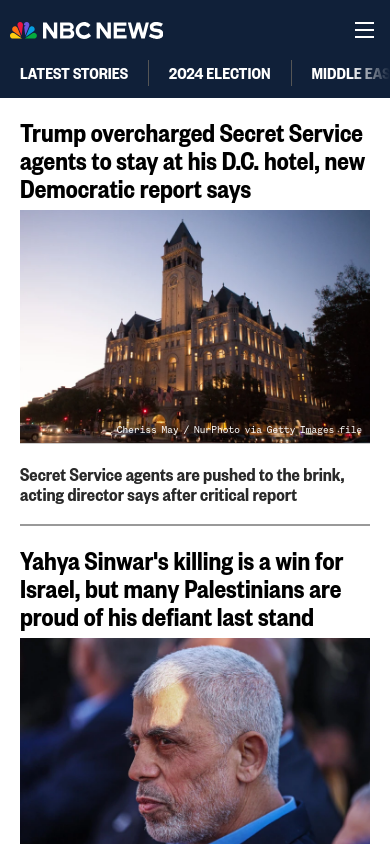 NBC NEWS
LATEST STORIES
2024 ELECTION
MIDDLE EAS
Trump overcharged Secret Service
agents to stay at his D.C. hotel, new
Democratic report says
Cheriss May / NurPhoto via Getty Images file
Secret Service agents are pushed to the brink,
acting director says after critical report
Yahya Sinwar's killing is a win for
Israel, but many Palestinians are
proud of his defiant last stand